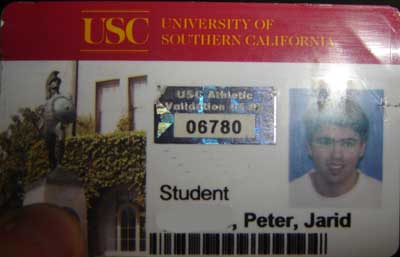 USC UNIVERSITY OF
SOUTHERN CALIFORNIA
USC Athletic
Validation
06780
Student
, Peter, Jarid